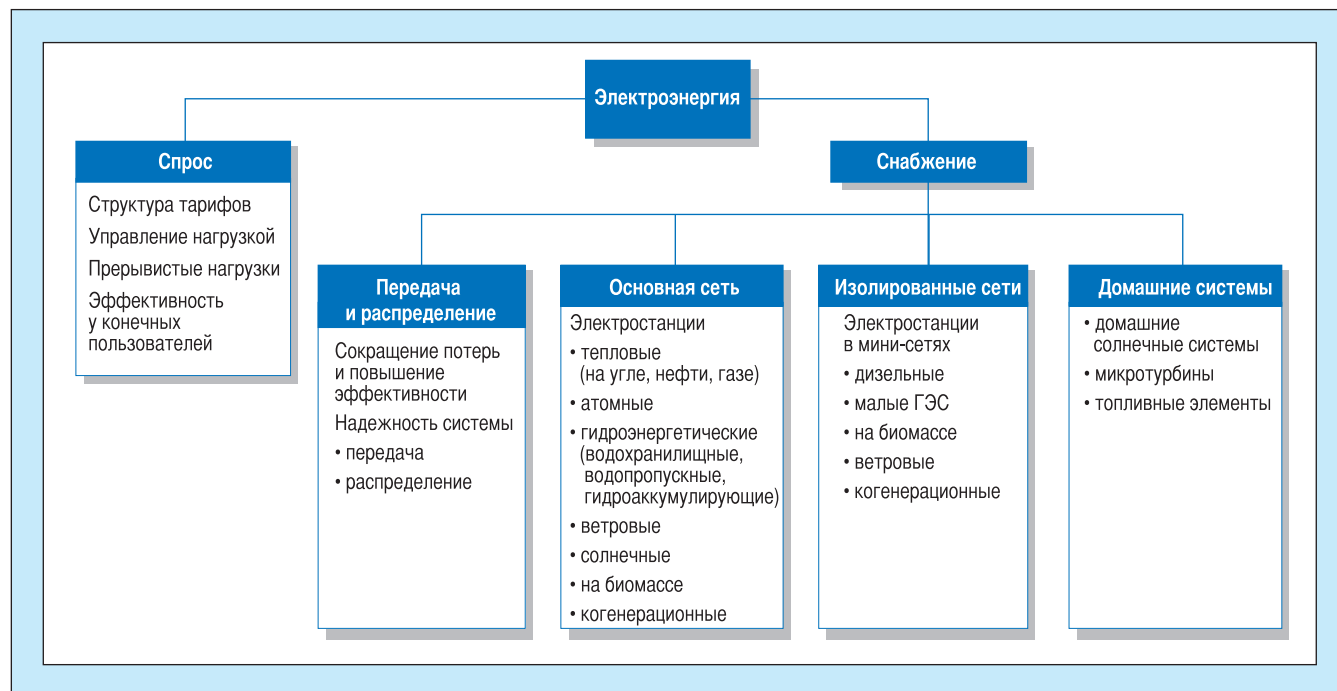 Электроэнергия
Спрос
Структура тарифов
Управление нагрузкой
Прерывистые нагрузки
Эффективность
у конечных
пользователей
Снабжение
Передача
и распределение
Сокращение потерь
и повышение
эффективности
Надежность системы
• передача
• распределение
Основная сеть
Электростанции
• тепловые
(на угле, нефти, газе)
• атомные
• гидроэнергетические
(водохранилищные,
водопропускные,
гидроаккумулирующие)
• ветровые
• солнечные
• на биомассе
• когенерационные
Изолированные сети
Электростанции
в мини-сетях
• дизельные
• малые ГЭС
• на биомассе
• ветровые
• когенерационные
Домашние системы
• домашние
солнечные системы
• микротурбины
• топливные элементы